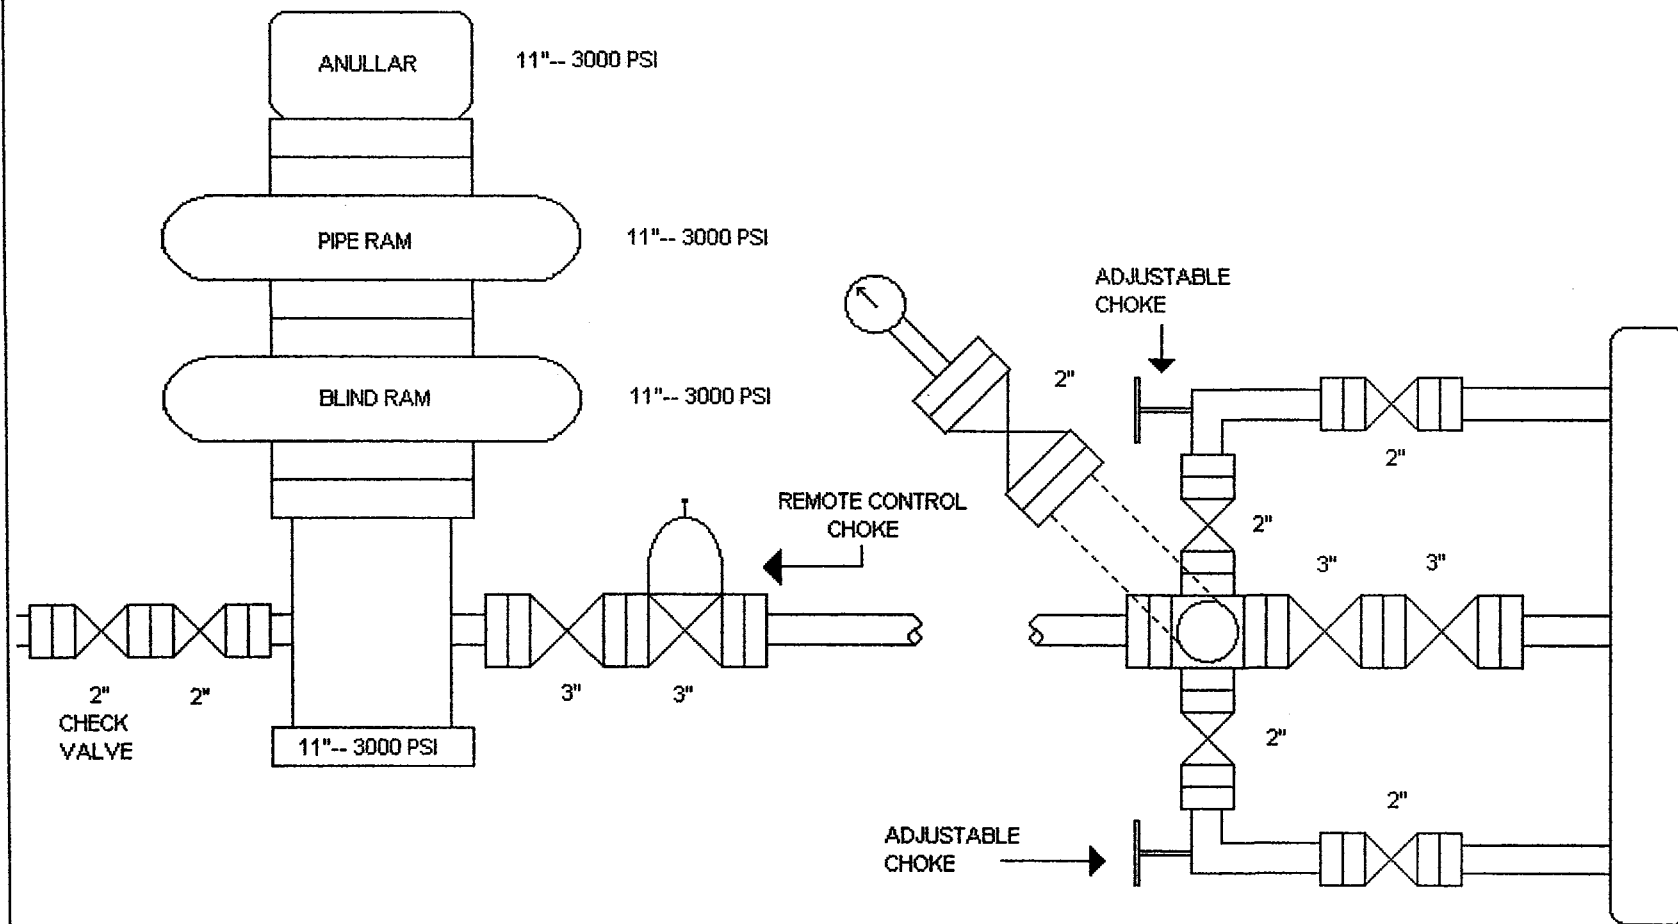 ANULLAR
11"-- 3000 PSI
PIPE RAM
11"-- 3000 PSI
ADJUSTABLE
CHOKE
2"
BLIND RAM
11"-- 3000 PSI
2"
REMOTE CONTROL
CHOKE
2"
3"
3"
2"
CHECK
VALVE
2"
3"
3"
11"-- 3000 PSI
2"
2"
ADJUSTABLE
CHOKE